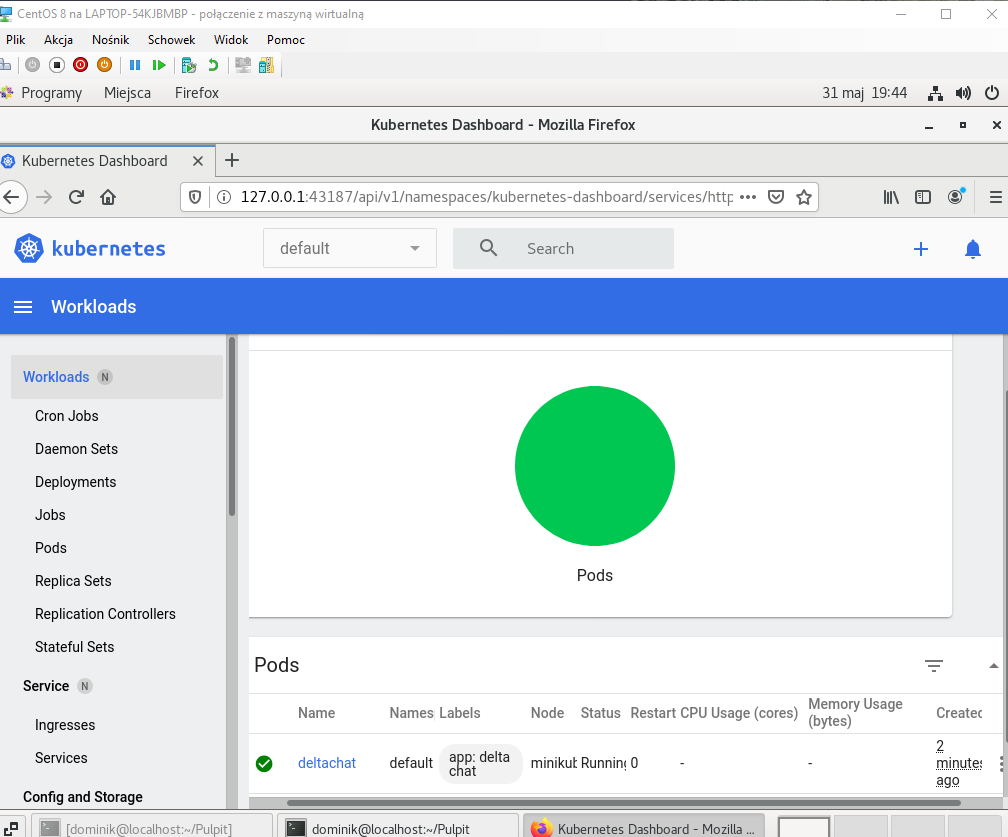 CentOS 8 na LAPTOP-54KJBMBP - połączenie z maszyną wirtualną
Plik Akcja Nośnik Schowek Widok Pomoc
Programy Miejsca Firefox 31 maj 19:44
Kubernetes Dashboard - Mozilla Firefox
Kubernetes Dashboard
127.0.0.1:43187/api/v1/namespaces/kubernetes-dashboard/services/http
kubernetes default Search
Workloads
Workloads N
Cron Jobs
Daemon Sets
Deployments
Jobs
Pods
Replica Sets
Replication Controllers
Stateful Sets
Service N
Ingresses
Services
Config and Storage
Pods
Pods
Name Names Labels Node Status Restart CPU Usage (cores) Memory Usage (bytes) Created
deltachat default app: delta chat minikub Running 0 - - 2 minutes ago
[dominik@localhost:~/Pulpit] dominik@localhost:~/Pulpit Kubernetes Dashboard - Mozilla ...